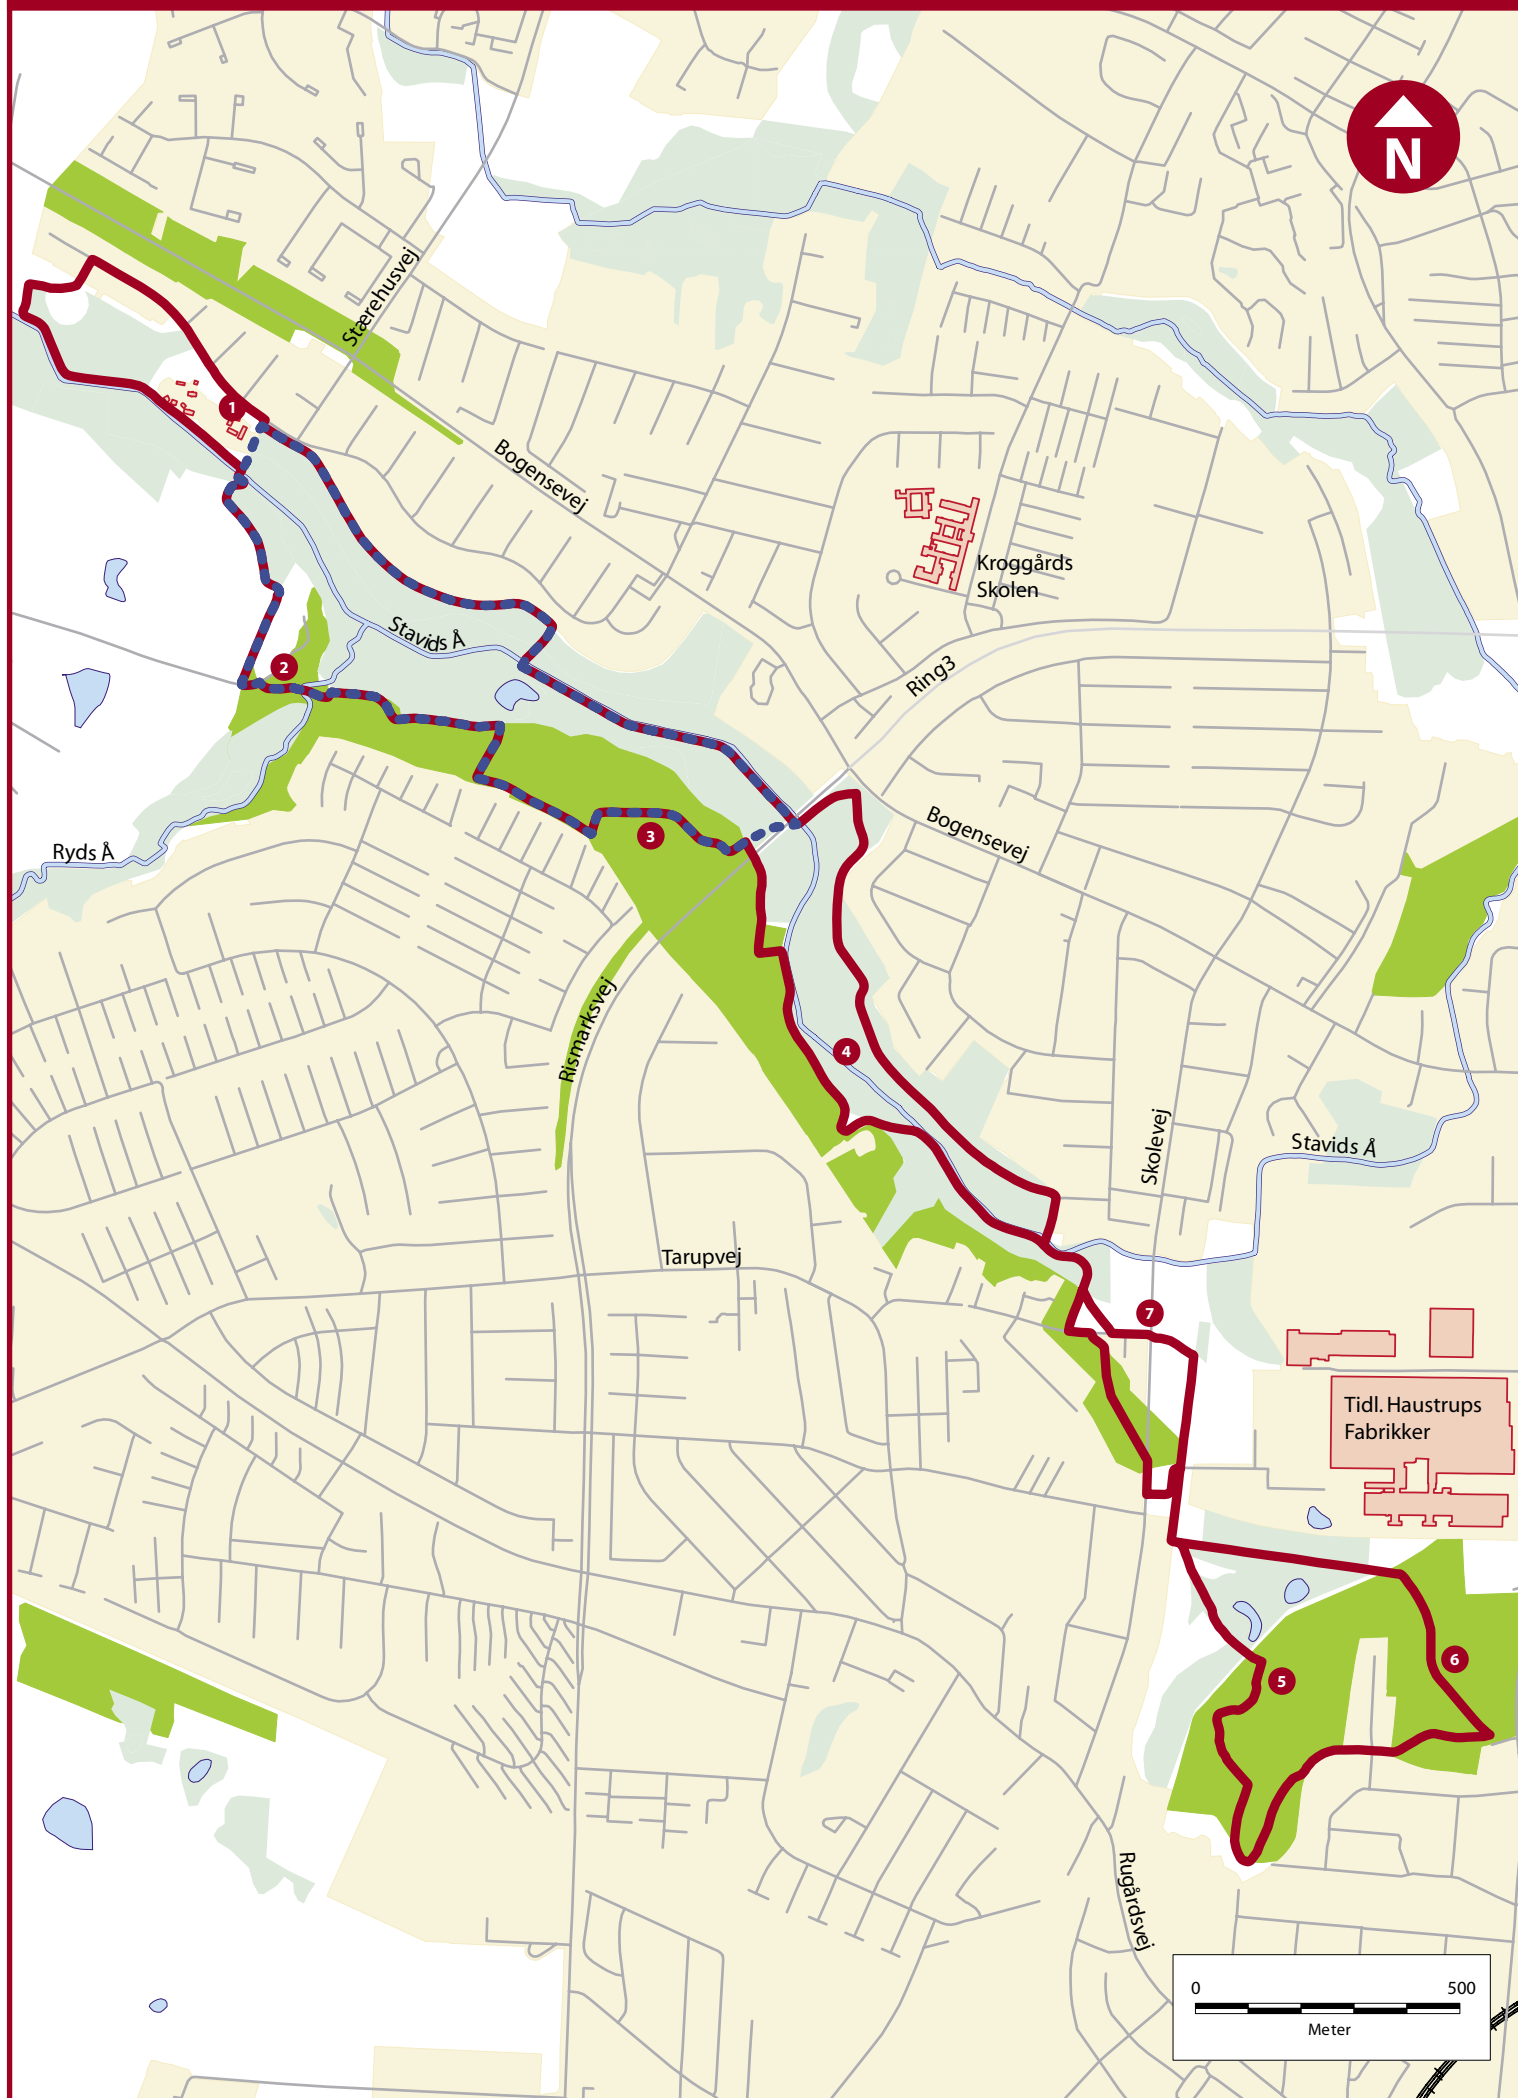 N
Stærehusvej
1
Bogensevej
Kroggårds
Skolen
Stavids Å
Ring3
2
Bogensevej
3
Ryds Å
Rismarksvej
4
Skolevej
Stavids Å
Tarupvej
7
Tidl. Haustrups
Fabrikker
6
5
Rugårdsvej
0 500
Meter